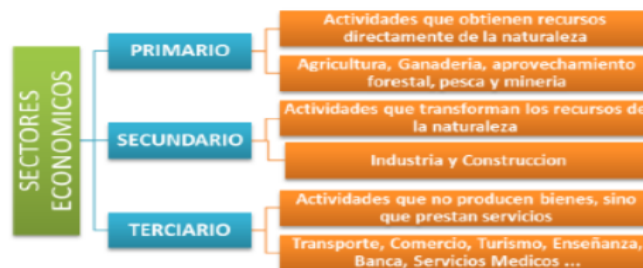 SECTORES
ECONOMICOS
PRIMARIO
Actividades que obtienen recursos
directamente de la naturaleza
Agricultura, Ganaderia, aprovechamiento
forestal, pesca y mineria
SECUNDARIO
Actividades que transforman los recursos de
la naturaleza
Industria y Construccion
TERCIARIO
Actividades que no producen bienes, sino
que prestan servicios
Transporte, Comercio, Turismo, Enseñanza,
Banca, Servicios Medicos ...